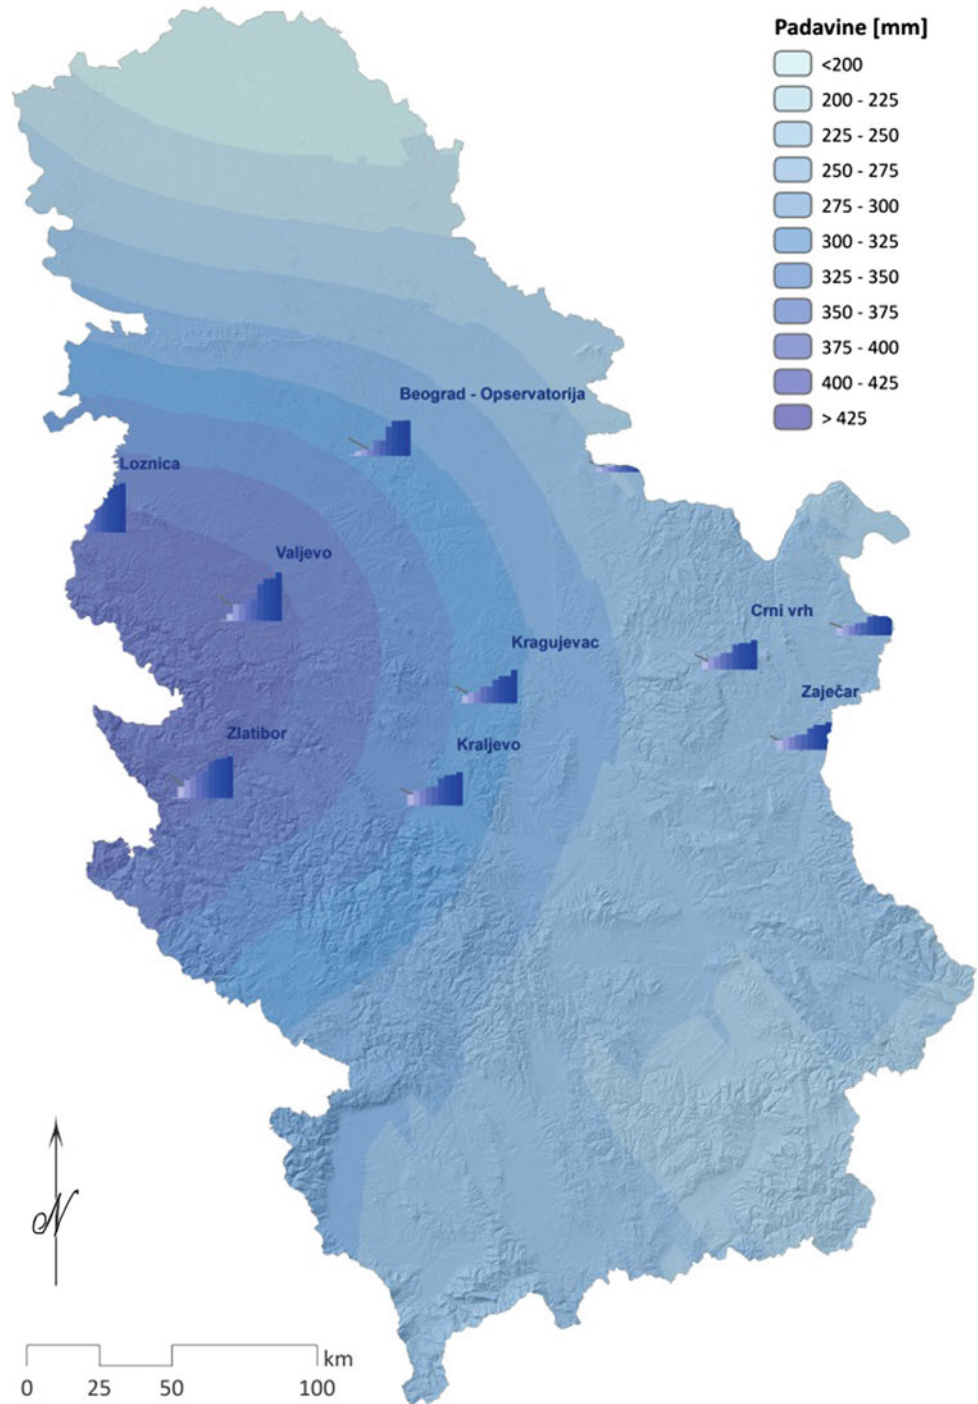 Padavine [mm]
<200
200 - 225
225 - 250
250 - 275
275 - 300
300 - 325
325 - 350
350 - 375
375 - 400
400 - 425
> 425
Beograd - Opservatorija
Loznica
Valjevo
Crni vrh
Kragujevac
Zaječar
Zlatibor
Kraljevo
N
km
0 25 50 100